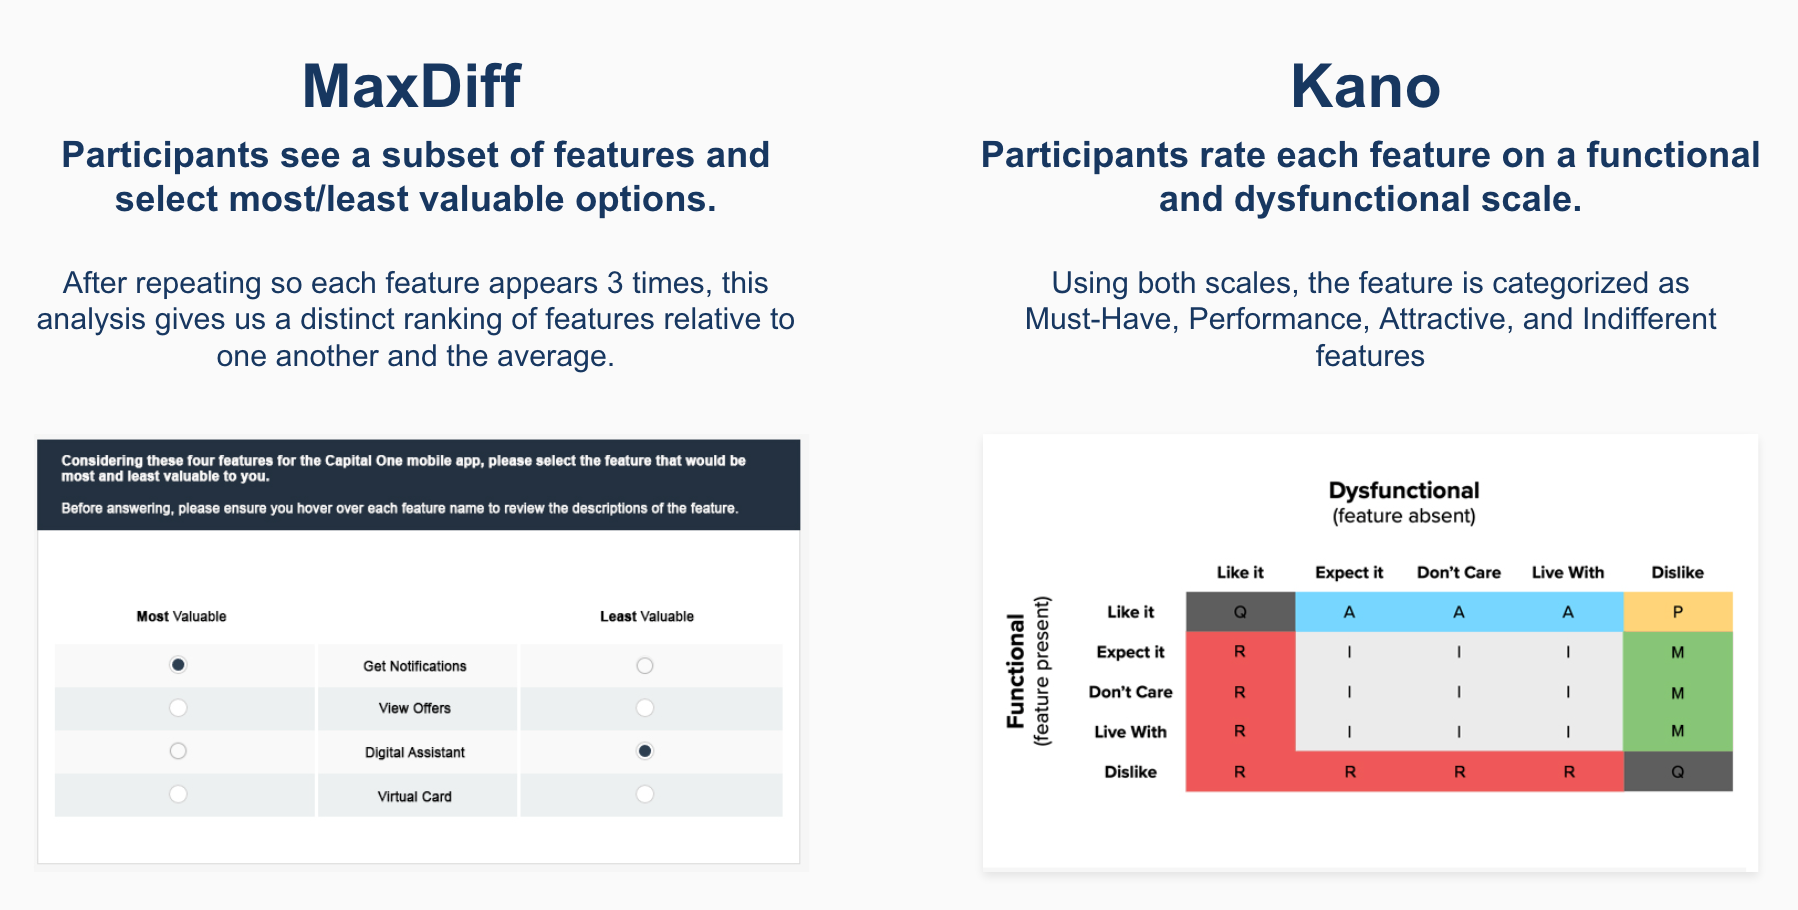 MaxDiff
Participants see a subset of features and
select most/least valuable options.
After repeating so each feature appears 3 times, this
analysis gives us a distinct ranking of features relative to
one another and the average.
Considering these four features for the Capital One mobile app, please select the feature that would be
most and least valuable to you.
Before answering, please ensure you hover over each feature name to review the descriptions of the feature.
Most Valuable Least Valuable
Get Notifications
View Offers
Digital Assistant
Virtual Card
Kano
Participants rate each feature on a functional
and dysfunctional scale.
Using both scales, the feature is categorized as
Must-Have, Performance, Attractive, and Indifferent
features
Dysfunctional
(feature absent)
Functional
(feature present)
Like it Expect it Don't Care Live With Dislike
Like it Q A A A P
Expect it R I I I M
Don't Care R I I I M
Live With R I I I M
Dislike R R R R Q